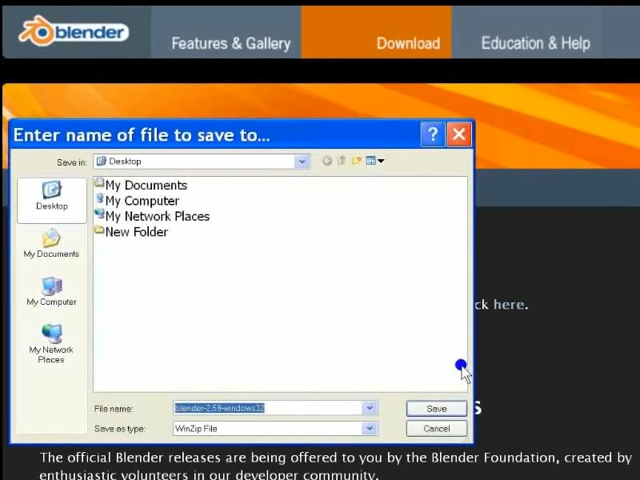 blender
Features & Gallery
Download
Education & Help
Enter name of file to save to...
Save in:
Desktop
My Documents
My Computer
My Network Places
New Folder
Desktop
My Documents
My Computer
My Network
Places
ck here.
File name:
blender-2.59-windows32
Save
s
Save as type:
WinZip File
Cancel
The official Blender releases are being offered to you by the Blender Foundation, created by
enthusiastic volunteers in our developer community.